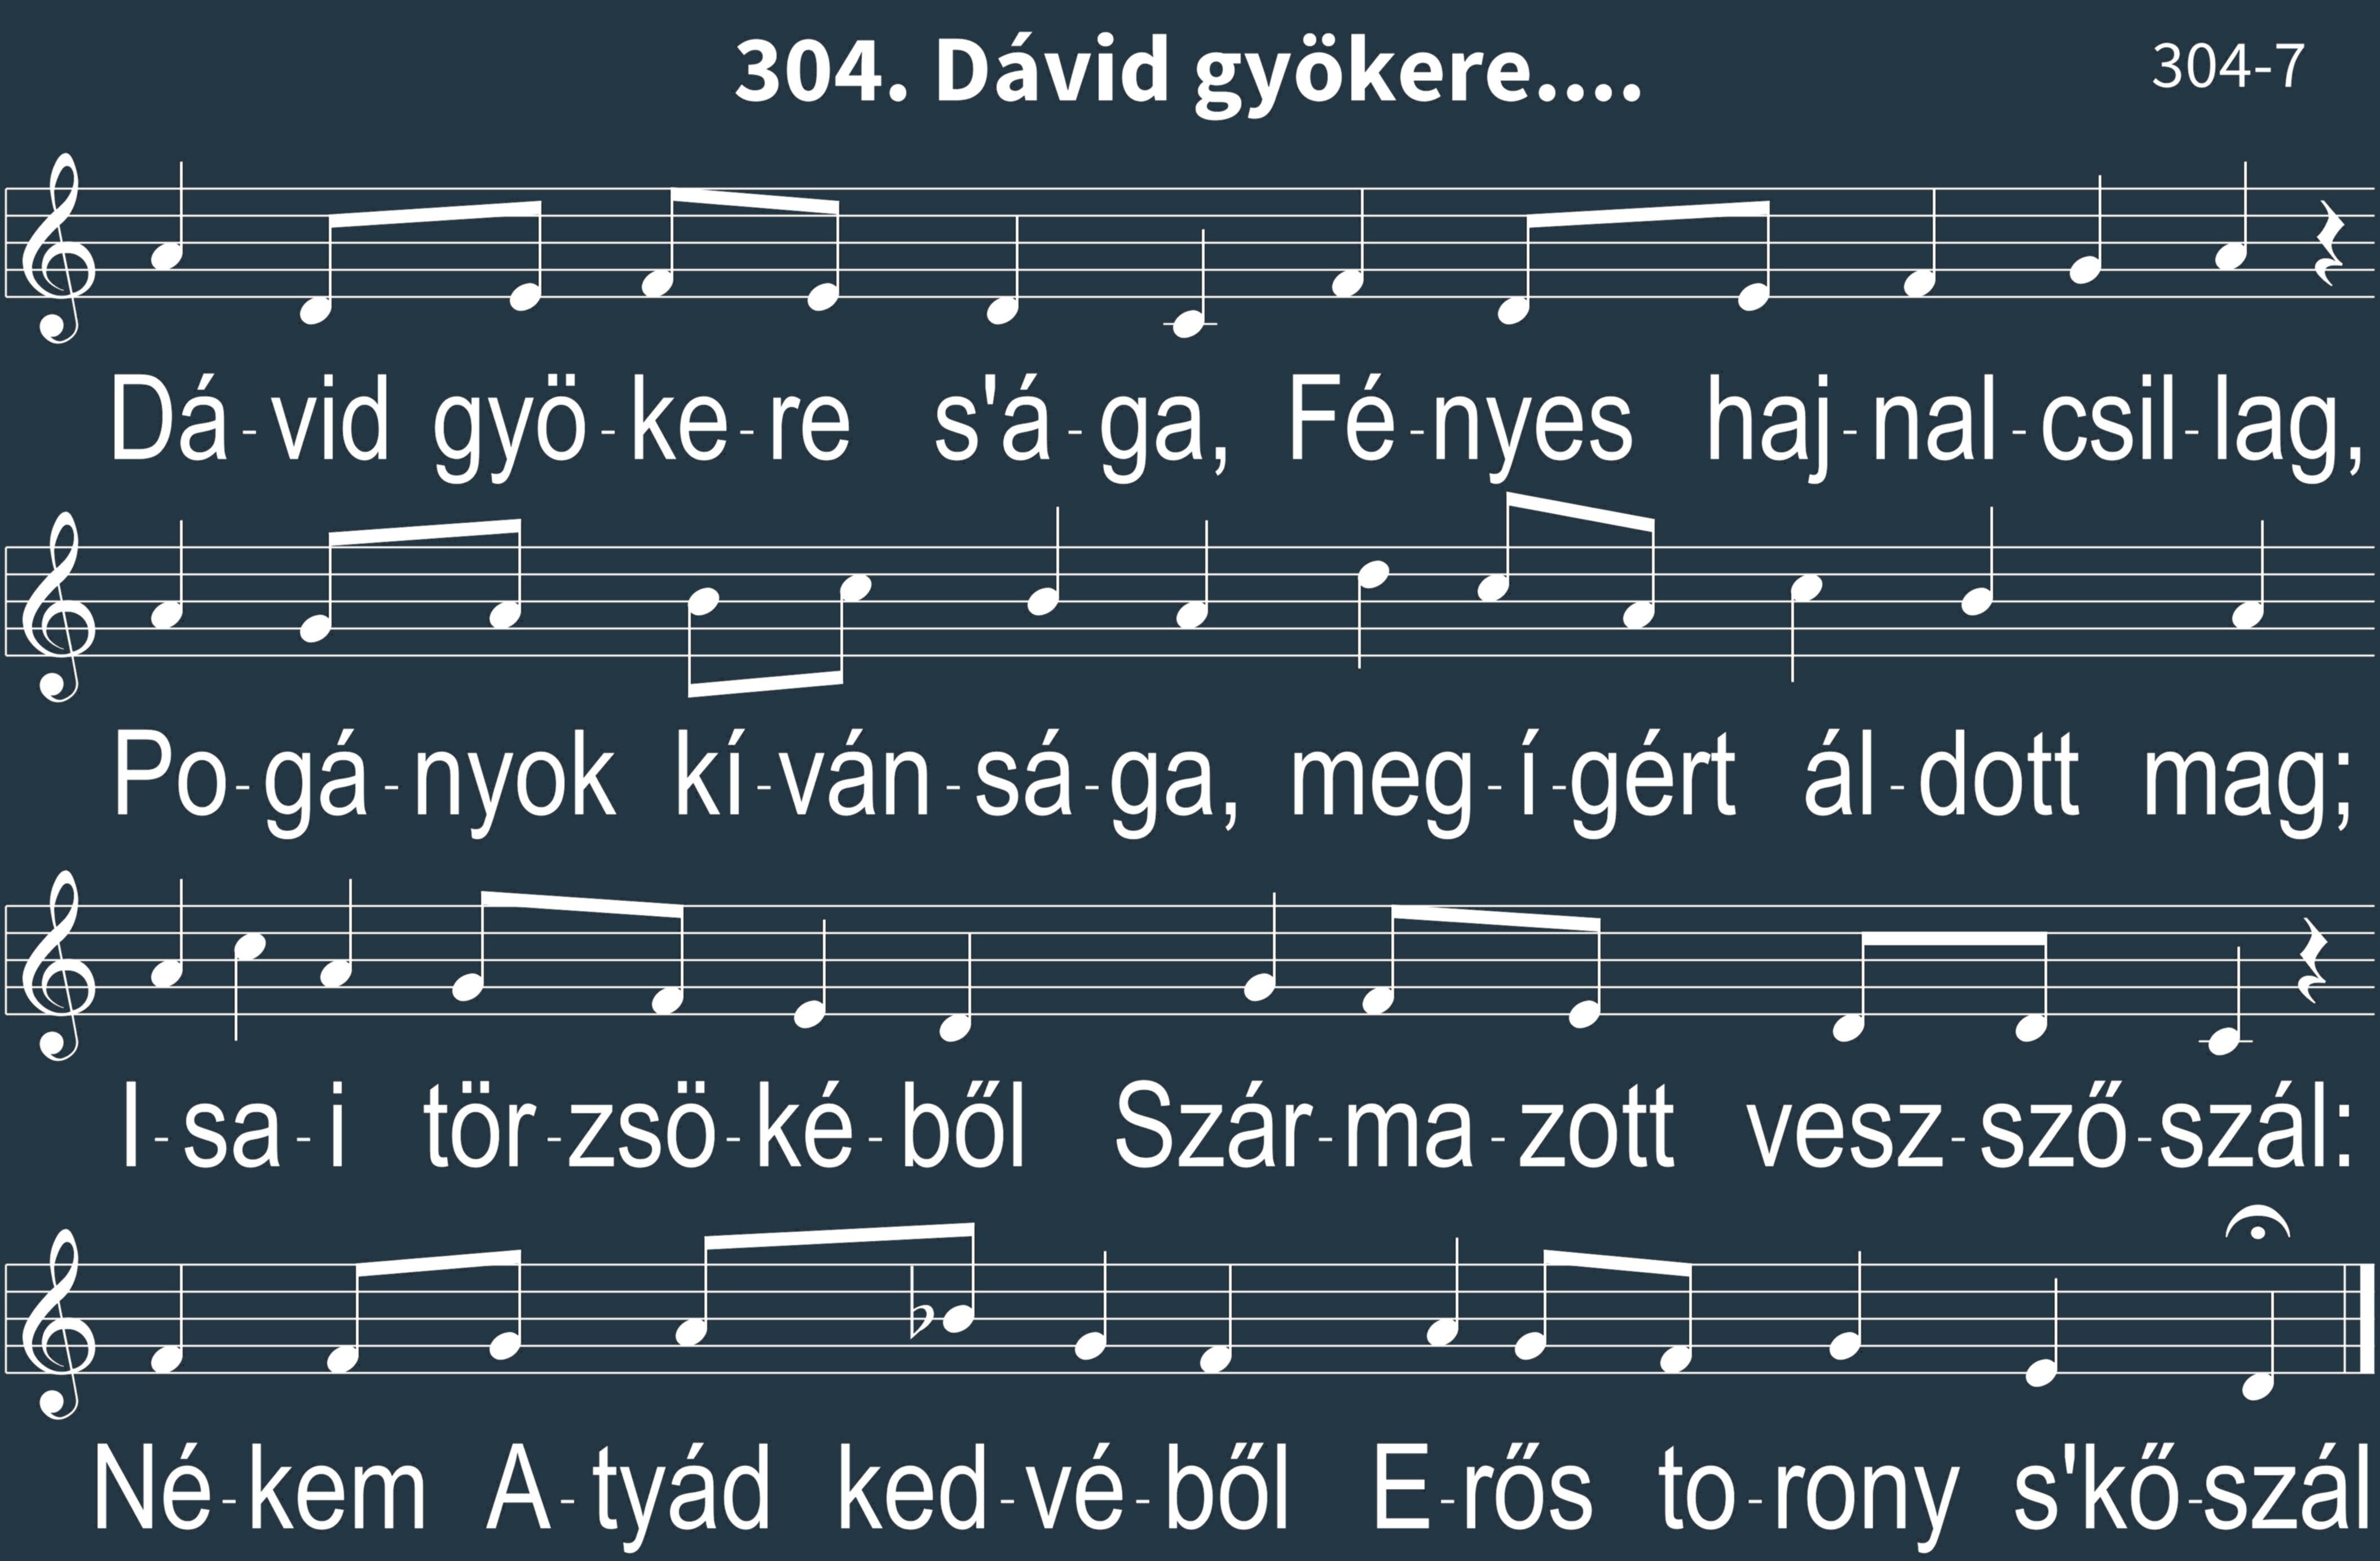 304. Dávid gyökere.....
304-7
Dá-vid gyö-ke-re s'á-ga, Fé-nyes haj-nal-csil-lag,
Po-gá-nyok kí-ván-sá-ga, meg-í-gért ál-dott mag;
I-sa-i tör-zsö-ké-ből Szár-ma-zott vesz-sző-szál:
Né-kem A-tyád ked-vé-ből E-rős to-rony s'kő-szál